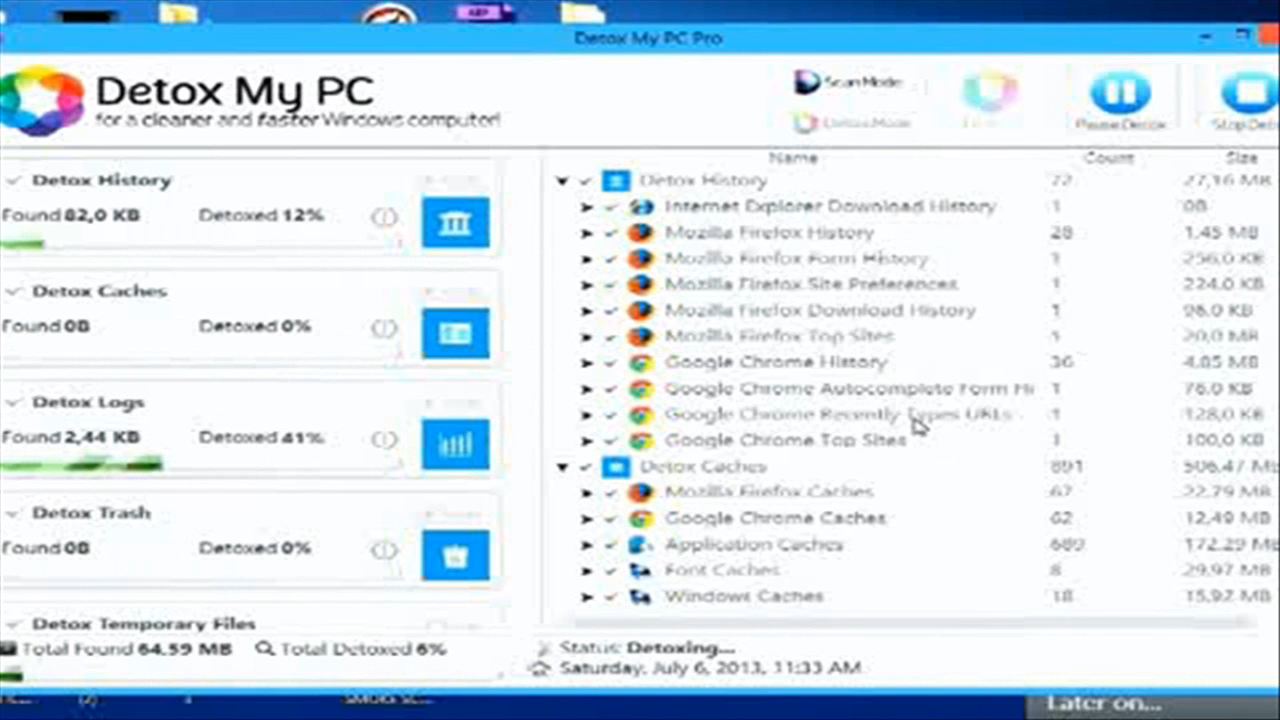 Detox My PC Pro
Detox My PC
for a cleaner and faster Windows computer!
Scan Mode
Detox Mode
Pause Detox
Stop
Detox History
Found 82,0 KB Detoxed 12%
Detox Caches
Found 0B Detoxed 0%
Detox Logs
Found 2,44 KB Detoxed 41%
Detox Trash
Found 0B Detoxed 0%
Detox Temporary Files
Total Found 64.59 MB Total Detoxed 6%
Name Count Size
Detox History 72 27,16 MB
Internet Explorer Download History 1 0B
Mozilla Firefox History 28 1.45 MB
Mozilla Firefox Form History 1 256,0 KB
Mozilla Firefox Site Preferences 1 224,0 KB
Mozilla Firefox Download History 1 96,0 KB
Mozilla Firefox Top Sites 20,0 MB
Google Chrome History 36 4.85 MB
Google Chrome Autocomplete Form Hi 1 76,0 KB
Google Chrome Recently Types URLs 1 128,0 KB
Google Chrome Top Sites 1 100,0 KB
Detox Caches 891 506.47 MB
Mozilla Firefox Caches 67 22.79 MB
Google Chrome Caches 62 12,49 MB
Application Caches 689 172.29 MB
Font Caches 8 29,97 MB
Windows Caches 18 15,92 MB
Status: Detoxing...
Saturday, July 6, 2013, 11:33 AM
Later on...